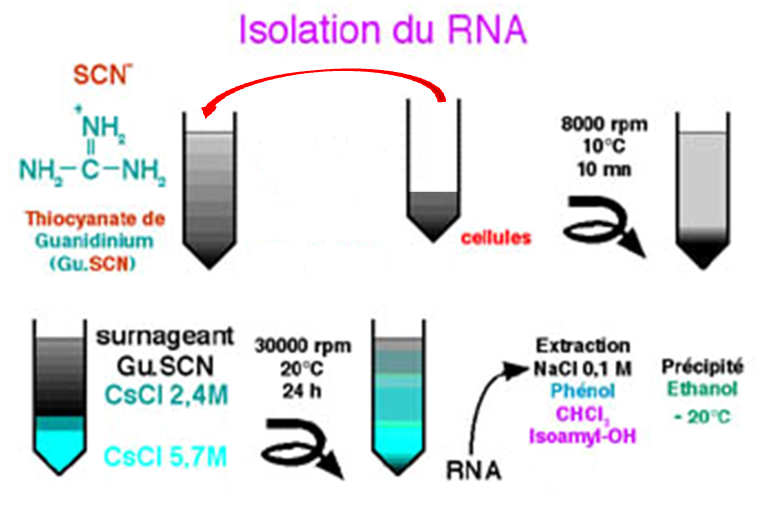 Isolation du RNA
SCN⁻
+
NH₂
NH₂–C–NH₂
Thiocyanate de
Guanidinium
(Gu.SCN)
cellules
8000 rpm
10°C
10 mn
surnageant
Gu.SCN
CsCl 2,4M
CsCl 5,7M
30000 rpm
20°C
24 h
RNA
Extraction
NaCl 0,1 M
Phénol
CHCl₃
Isoamyl-OH
Précipité
Ethanol
- 20°C